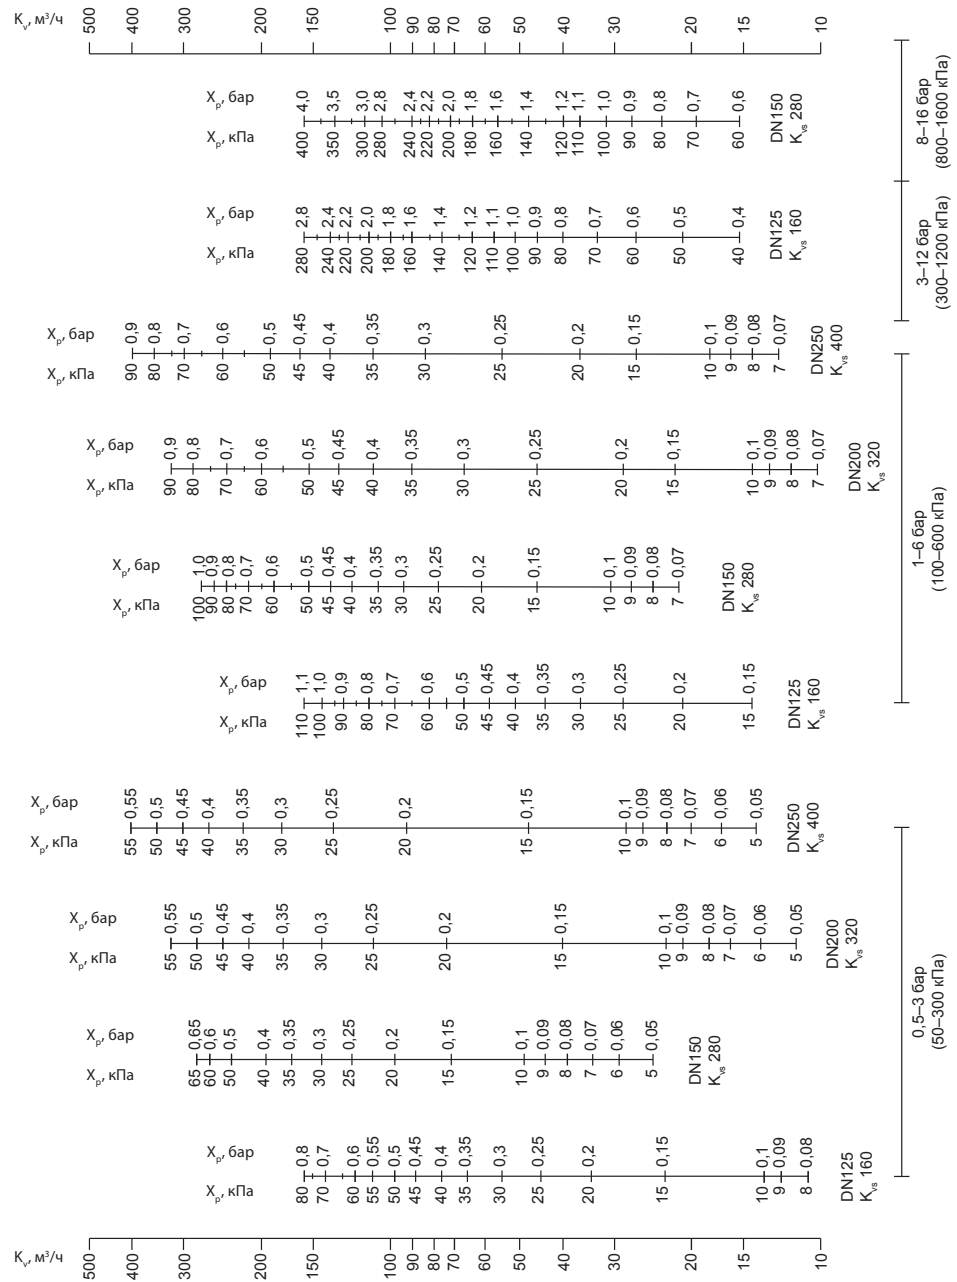 Kᵥ, м³/ч
500 400 300 200 150 100 90 80 70 60 50 40 30 20 15 10
Xₚ, бар
4,0 3,5 3,0 2,8 2,4 2,2 2,0 1,8 1,6 1,4 1,2 1,1 1,0 0,9 0,8 0,7 0,6
Xₚ, кПа
400 350 300 280 240 220 200 180 160 140 120 110 100 90 80 70 60
DN150
Kvs 280
8–16 бар
(800–1600 кПа)
Xₚ, бар
2,8 2,4 2,2 2,0 1,8 1,6 1,4 1,2 1,1 1,0 0,9 0,8 0,7 0,6 0,5 0,4
Xₚ, кПа
280 240 220 200 180 160 140 120 110 100 90 80 70 60 50 40
DN125
Kvs 160
3–12 бар
(300–1200 кПа)
Xₚ, бар
0,9 0,8 0,7 0,6 0,5 0,45 0,4 0,35 0,3 0,25 0,2 0,15 0,1 0,09 0,08 0,07
Xₚ, кПа
90 80 70 60 50 45 40 35 30 25 20 15 10 9 8 7
DN250
Kvs 400
Xₚ, бар
0,9 0,8 0,7 0,6 0,5 0,45 0,4 0,35 0,3 0,25 0,2 0,15 0,1 0,09 0,08 0,07
Xₚ, кПа
90 80 70 60 50 45 40 35 30 25 20 15 10 9 8 7
DN200
Kvs 320
1–6 бар
(100–600 кПа)
Xₚ, бар
1,0 0,9 0,8 0,7 0,6 0,5 0,45 0,4 0,35 0,3 0,25 0,2 0,15 0,1 0,09 0,08 0,07
Xₚ, кПа
100 90 80 70 60 50 45 40 35 30 25 20 15 10 9 8 7
DN150
Kvs 280
Xₚ, бар
1,1 1,0 0,9 0,8 0,7 0,6 0,5 0,45 0,4 0,35 0,3 0,25 0,2 0,15
Xₚ, кПа
110 100 90 80 70 60 50 45 40 35 30 25 20 15
DN125
Kvs 160
Xₚ, бар
0,55 0,5 0,45 0,4 0,35 0,3 0,25 0,2 0,15 0,1 0,09 0,08 0,07 0,06 0,05
Xₚ, кПа
55 50 45 40 35 30 25 20 15 10 9 8 7 6 5
DN250
Kvs 400
Xₚ, бар
0,55 0,5 0,45 0,4 0,35 0,3 0,25 0,2 0,15 0,1 0,09 0,08 0,07 0,06 0,05
Xₚ, кПа
55 50 45 40 35 30 25 20 15 10 9 8 7 6 5
DN200
Kvs 320
0,5–3 бар
(50–300 кПа)
Xₚ, бар
0,65 0,6 0,5 0,4 0,35 0,3 0,25 0,2 0,15 0,1 0,09 0,08 0,07 0,06 0,05
Xₚ, кПа
65 60 50 40 35 30 25 20 15 10 9 8 7 6 5
DN150
Kvs 280
Xₚ, бар
0,8 0,7 0,6 0,55 0,5 0,45 0,4 0,35 0,3 0,25 0,2 0,15 0,1 0,09 0,08
Xₚ, кПа
80 70 60 55 50 45 40 35 30 25 20 15 10 9 8
DN125
Kvs 160
Kᵥ, м³/ч
500 400 300 200 150 100 90 80 70 60 50 40 30 20 15 10